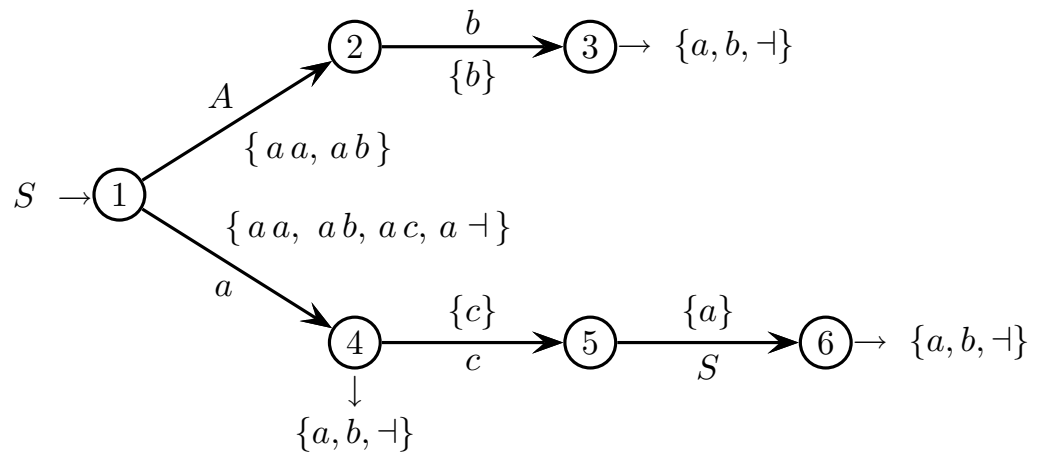 b
2
3 → {a, b, ⊣}
{b}
A
{ a a, a b }
S → 1
{ a a, a b, a c, a ⊣ }
a
{c}
{a}
4
5
6 → {a, b, ⊣}
c
S
↓
{a, b, ⊣}